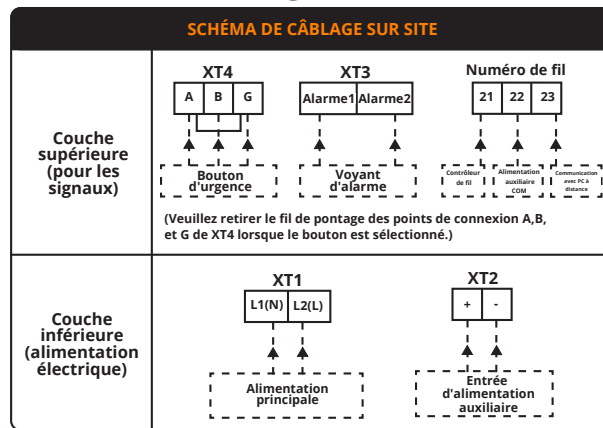 SCHÉMA DE CÂBLAGE SUR SITE
Couche
supérieure
(pour les
signaux)
XT4
A B G
Bouton
d'urgence
XT3
Alarme1 Alarme2
Voyant
d'alarme
Numéro de fil
21 22 23
Contrôleur
de fil
Alimentation
auxiliaire
COM
Communication
avec PC à
distance
(Veuillez retirer le fil de pontage des points de connexion A,B,
et G de XT4 lorsque le bouton est sélectionné.)
Couche
inférieure
(alimentation
électrique)
XT1
L1(N) L2(L)
Alimentation
principale
XT2
+ -
Entrée
d'alimentation
auxiliaire